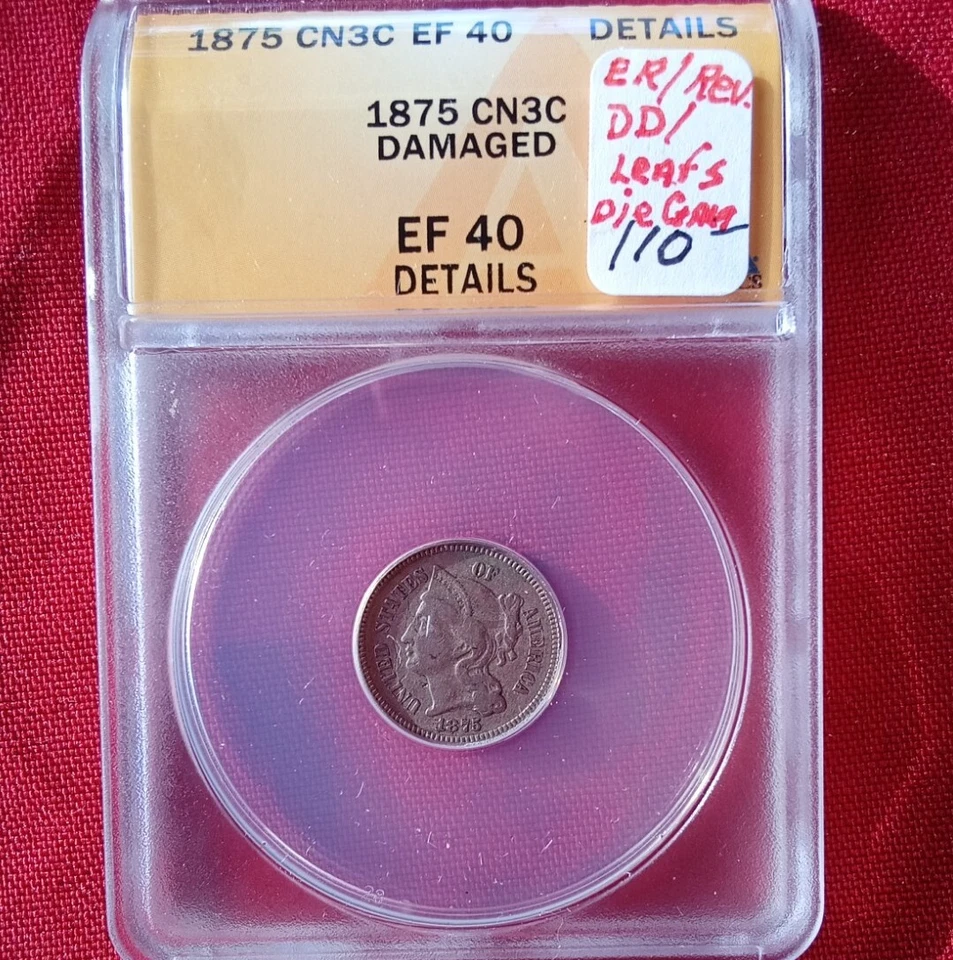 1875 CN3C EF 40 DETAILS
1875 CN3C
DAMAGED
EF 40
DETAILS
ER/Rev.
DD/
LeAfs
Die
110-
UNITED STATES OF AMERICA
1875
28